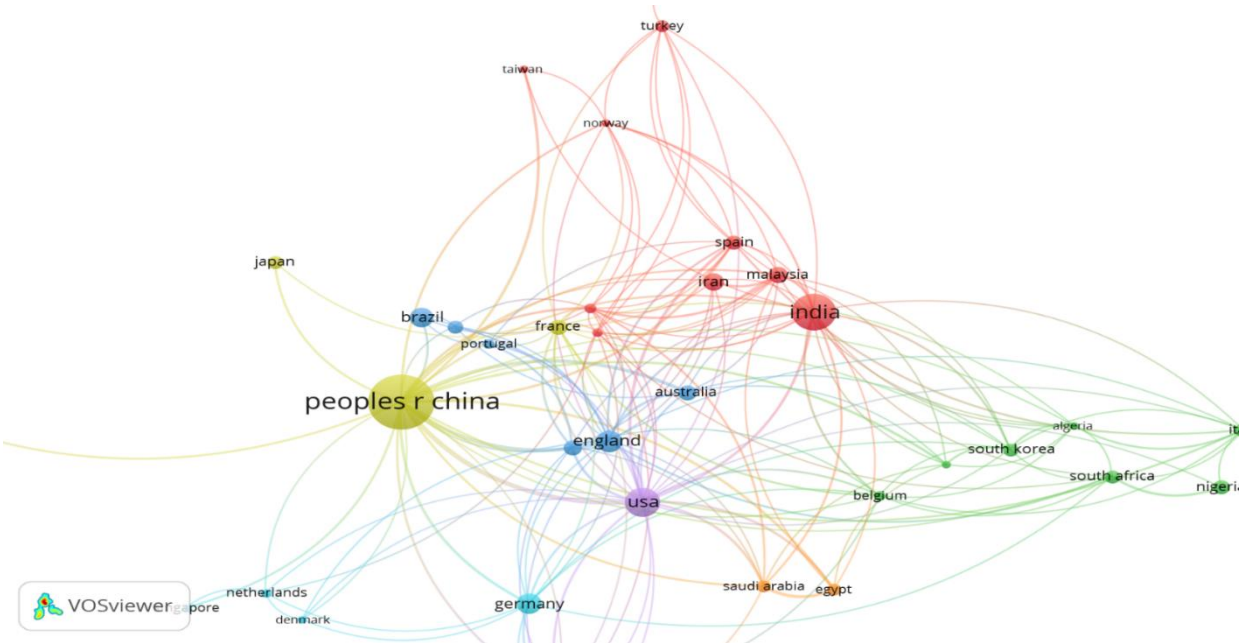 turkey
taiwan
norway
spain
japan
iran
malaysia
india
brazil
france
portugal
australia
peoples r china
algeria
england
south korea
south africa
nigeria
belgium
usa
saudi arabia
egypt
netherlands
germany
VOSviewer
denmark